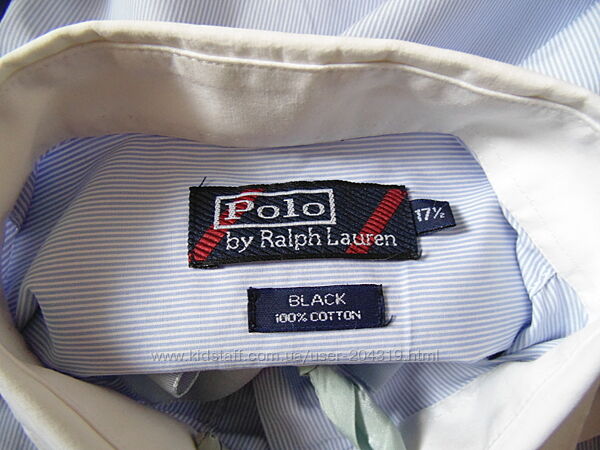 Polo
by Ralph Lauren
17½
BLACK
100% COTTON
www.kidstaff.com.ua/user-204319.html